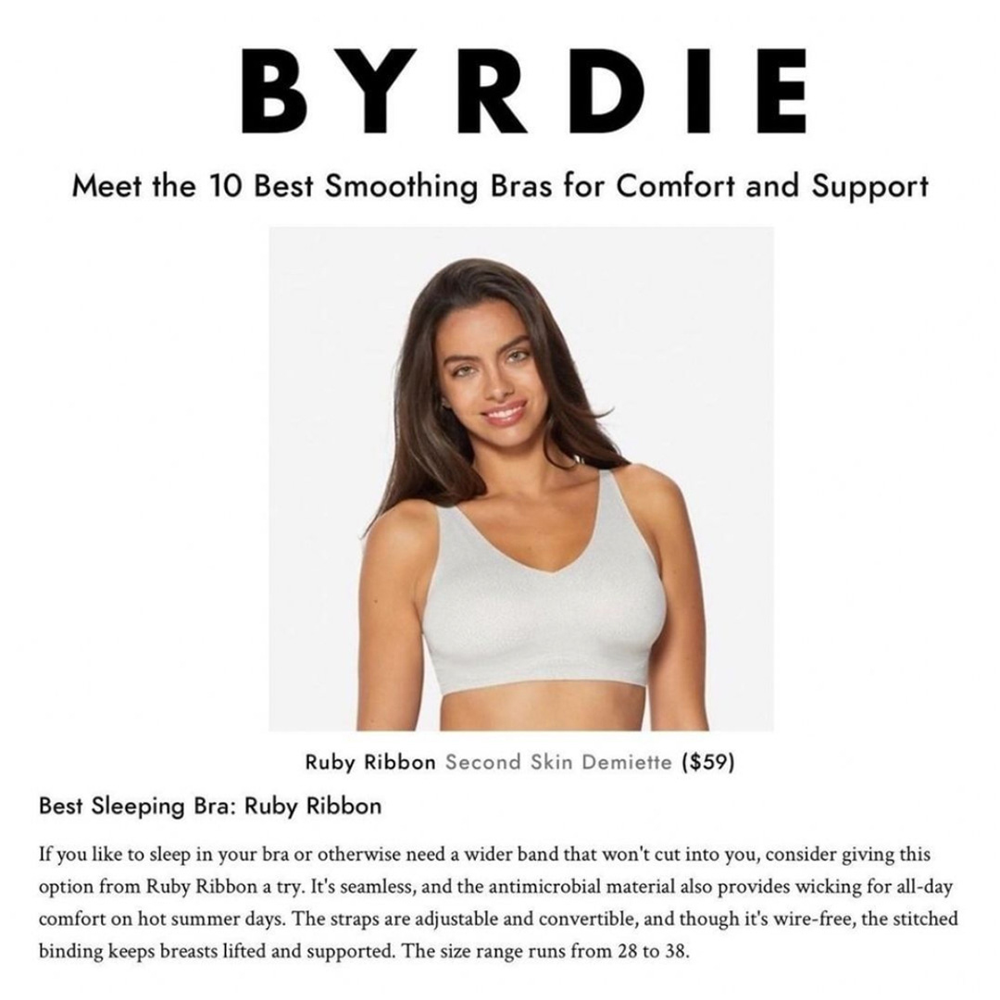 BYRDIE
Meet the 10 Best Smoothing Bras for Comfort and Support
Ruby Ribbon Second Skin Demiette ($59)
Best Sleeping Bra: Ruby Ribbon
If you like to sleep in your bra or otherwise need a wider band that won't cut into you, consider giving this
option from Ruby Ribbon a try. It's seamless, and the antimicrobial material also provides wicking for all-day
comfort on hot summer days. The straps are adjustable and convertible, and though it's wire-free, the stitched
binding keeps breasts lifted and supported. The size range runs from 28 to 38.